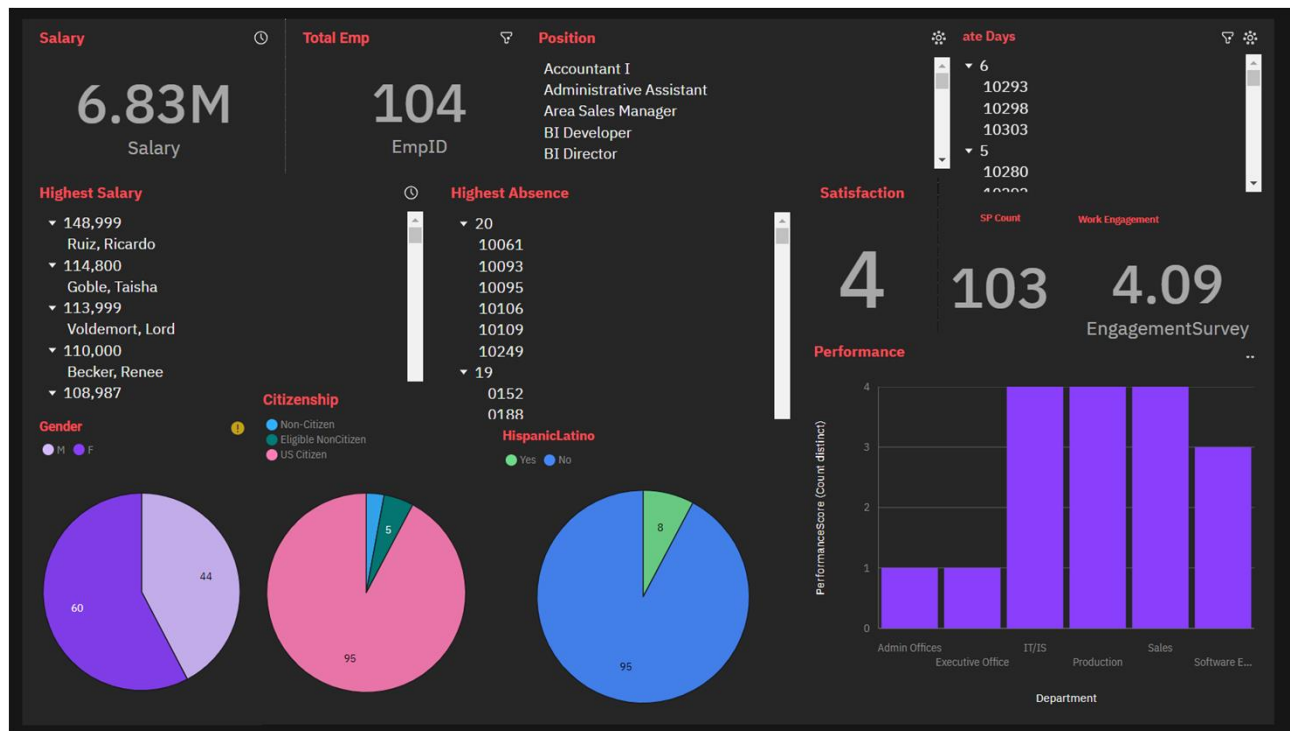 Salary
6.83M
Salary
Total Emp
104
EmpID
Position
Accountant I
Administrative Assistant
Area Sales Manager
BI Developer
BI Director
ate Days
6
10293
10298
10303
5
10280
Highest Salary
148,999
Ruiz, Ricardo
114,800
Goble, Taisha
113,999
Voldemort, Lord
110,000
Becker, Renee
108,987
Highest Absence
20
10061
10093
10095
10106
10109
10249
19
0152
0188
Satisfaction
4
SP Count
103
Work Engagement
4.09
EngagementSurvey
Gender
M F
44
60
Citizenship
Non-Citizen
Eligible NonCitizen
US Citizen
5
95
HispanicLatino
Yes No
8
95
Performance
PerformanceScore (Count distinct)
4
3
2
1
0
Admin Offices
Executive Office
IT/IS
Production
Sales
Software E...
Department